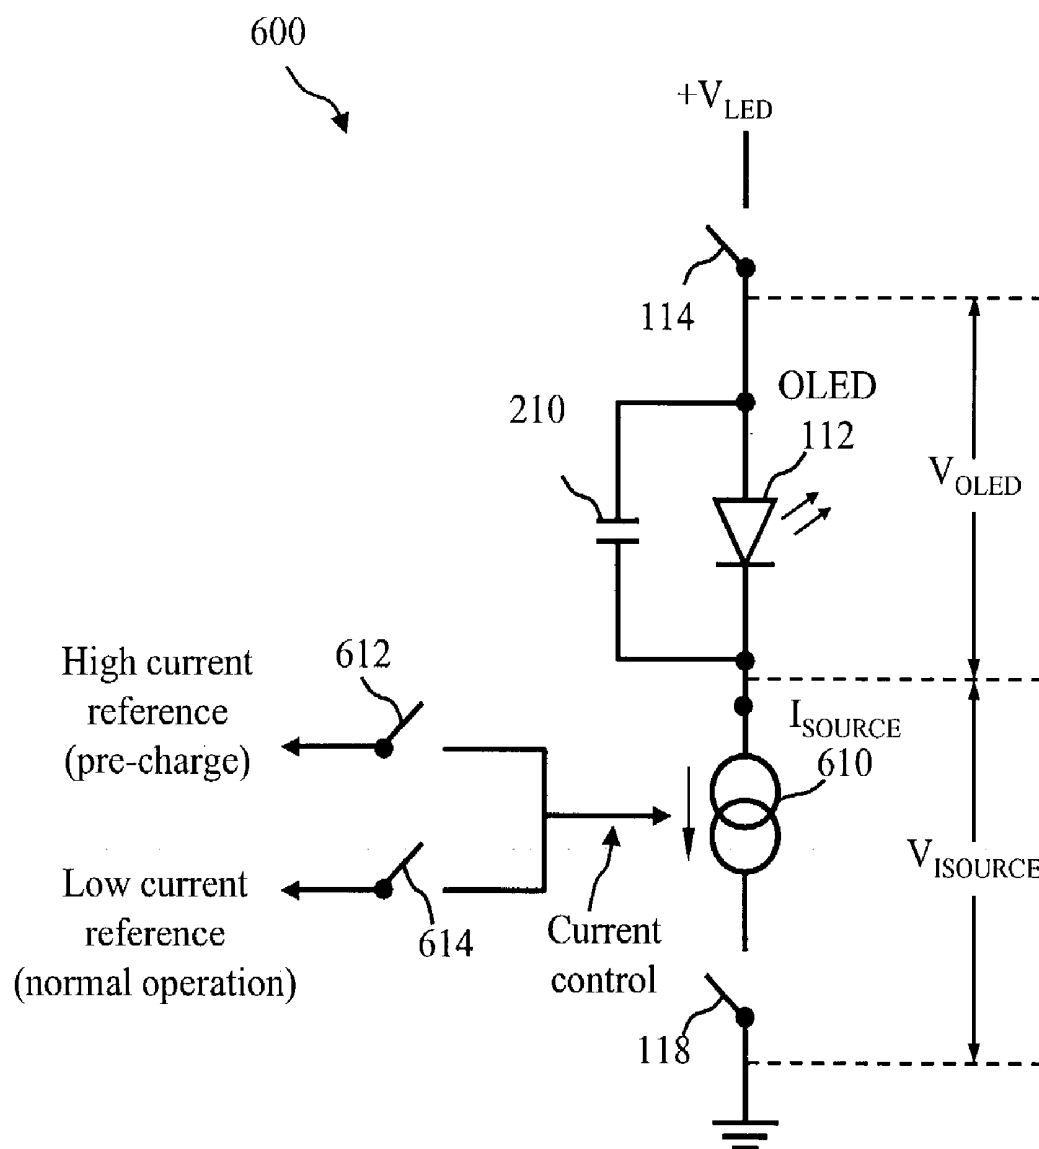 600
+V_LED
114
OLED
210
112
V_OLED
High current
reference
(pre-charge)
612
I_SOURCE
610
V_ISOURCE
Low current
reference
(normal operation)
614
Current
control
118